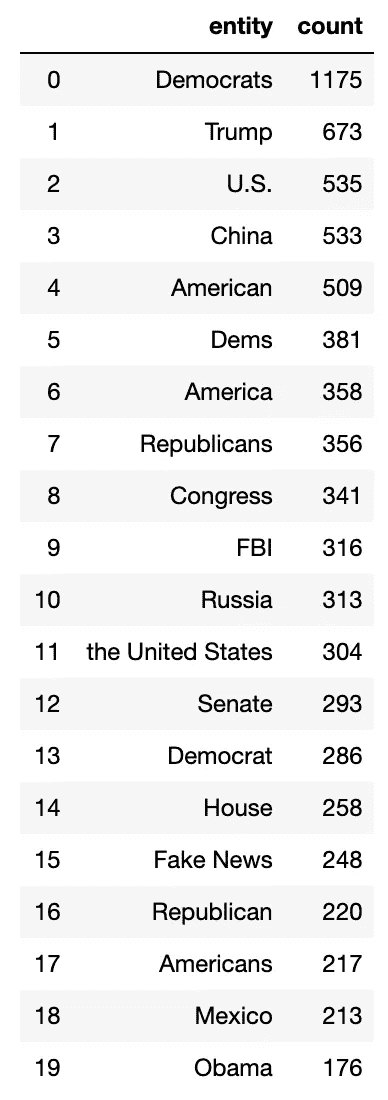 entity count
0 Democrats 1175
1 Trump 673
2 U.S. 535
3 China 533
4 American 509
5 Dems 381
6 America 358
7 Republicans 356
8 Congress 341
9 FBI 316
10 Russia 313
11 the United States 304
12 Senate 293
13 Democrat 286
14 House 258
15 Fake News 248
16 Republican 220
17 Americans 217
18 Mexico 213
19 Obama 176